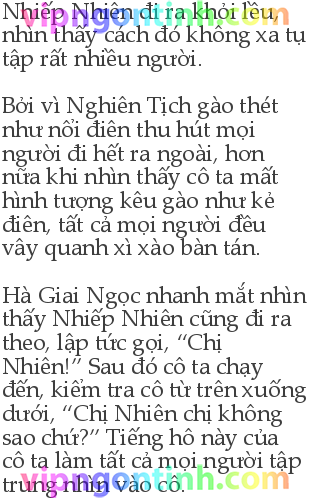 Nhiếp Nhiên đi ra khỏi lều,
nhìn thấy cách đó không xa tụ
tập rất nhiều người.
Bởi vì Nghiên Tịch gào thét
như nổi điên thu hút mọi
người đi hết ra ngoài, hơn
nữa khi nhìn thấy cô ta mất
hình tượng kêu gào như kẻ
điên, tất cả mọi người đều
vây quanh xì xào bàn tán.
Hà Giai Ngọc nhanh mắt nhìn
thấy Nhiếp Nhiên cũng đi ra
theo, lập tức gọi, “Chị
Nhiên!” Sau đó cô ta chạy
đến, kiểm tra cô từ trên xuống
dưới, “Chị Nhiên chị không
sao chứ?” Tiếng hô này của
cô ta làm tất cả mọi người tập
trung nhìn vào cô.
vipngontinh.com
vipngontinh.com